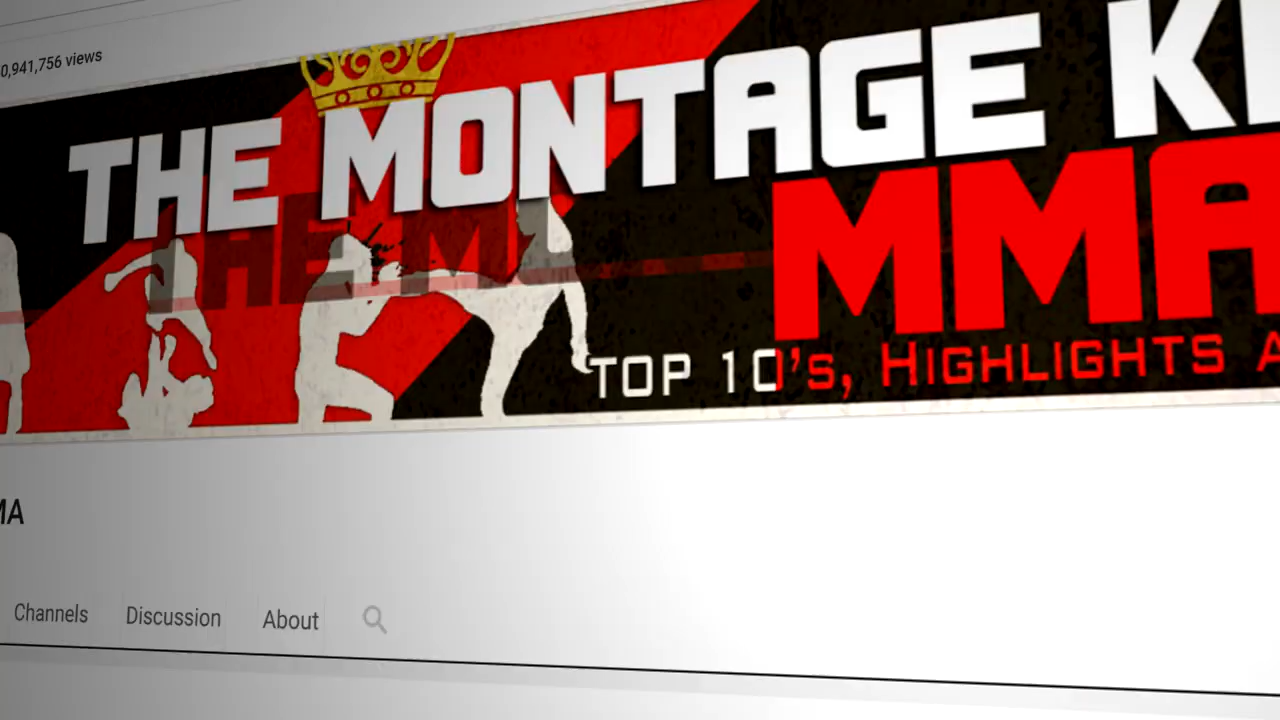 0,941,756 views
THE MONTAGE K
MMA
TOP 10's, HIGHLIGHTS A
MA
Channels Discussion About